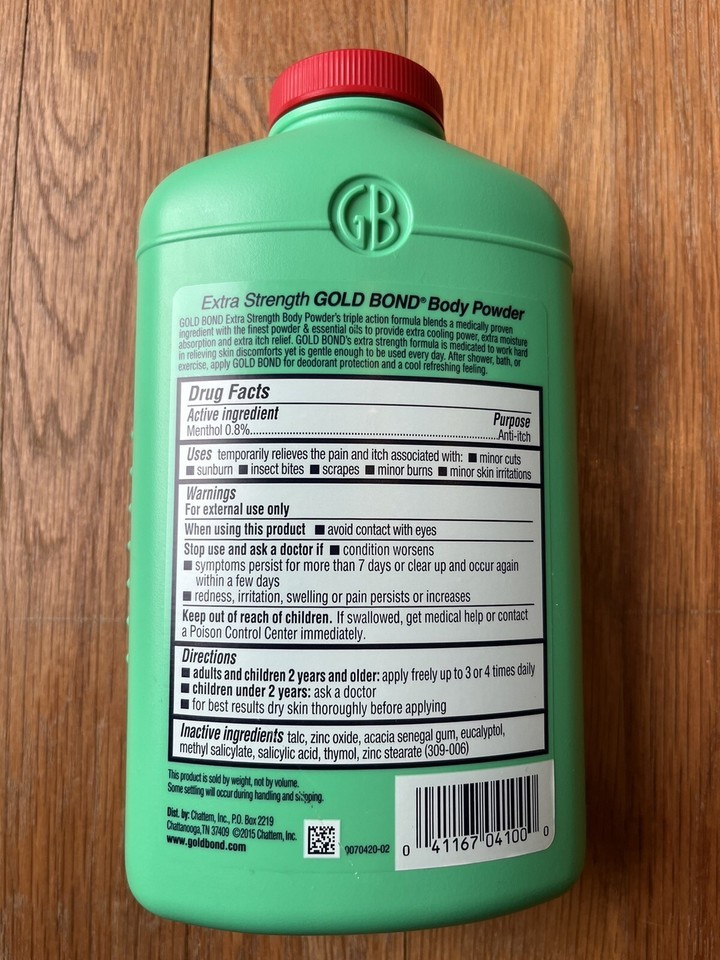 GB
Extra Strength GOLD BOND® Body Powder
GOLD BOND Extra Strength Body Powder's triple action formula blends a medically proven
ingredient with the finest powder & essential oils to provide extra cooling power, extra moisture
absorption and extra itch relief. GOLD BOND's extra strength formula is medicated to work hard
in relieving skin discomforts yet is gentle enough to be used every day. After shower, bath, or
exercise, apply GOLD BOND for deodorant protection and a cool refreshing feeling.
Drug Facts
Active ingredient Purpose
Menthol 0.8%..........................................................Anti-itch
Uses temporarily relieves the pain and itch associated with: ■ minor cuts
■ sunburn ■ insect bites ■ scrapes ■ minor burns ■ minor skin irritations
Warnings
For external use only
When using this product ■ avoid contact with eyes
Stop use and ask a doctor if ■ condition worsens
■ symptoms persist for more than 7 days or clear up and occur again
within a few days
■ redness, irritation, swelling or pain persists or increases
Keep out of reach of children. If swallowed, get medical help or contact
a Poison Control Center immediately.
Directions
■ adults and children 2 years and older: apply freely up to 3 or 4 times daily
■ children under 2 years: ask a doctor
■ for best results dry skin thoroughly before applying
Inactive ingredients talc, zinc oxide, acacia senegal gum, eucalyptol,
methyl salicylate, salicylic acid, thymol, zinc stearate (309-006)
This product is sold by weight, not by volume.
Some settling will occur during handling and shipping.
Dist. by: Chattem, Inc., P.O. Box 2219
Chattanooga, TN 37409 ©2015 Chattem, Inc.
www.goldbond.com
9070420-02
0 41167 04100 0